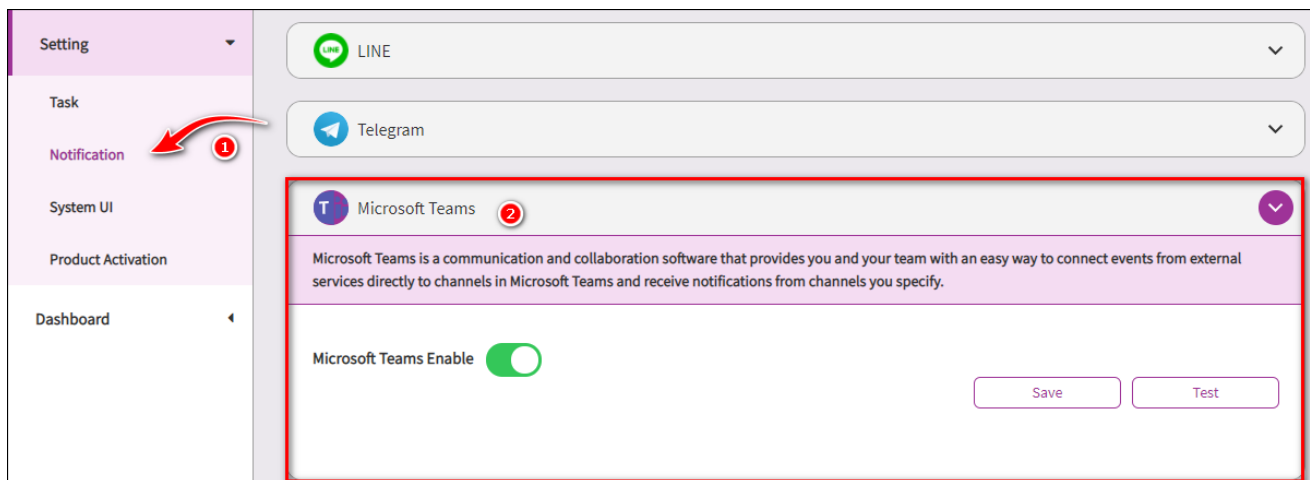 Setting
Task
Notification
1
System UI
Product Activation
Dashboard
LINE
LINE
Telegram
T
Microsoft Teams
2
Microsoft Teams is a communication and collaboration software that provides you and your team with an easy way to connect events from external
services directly to channels in Microsoft Teams and receive notifications from channels you specify.
Microsoft Teams Enable
Save
Test